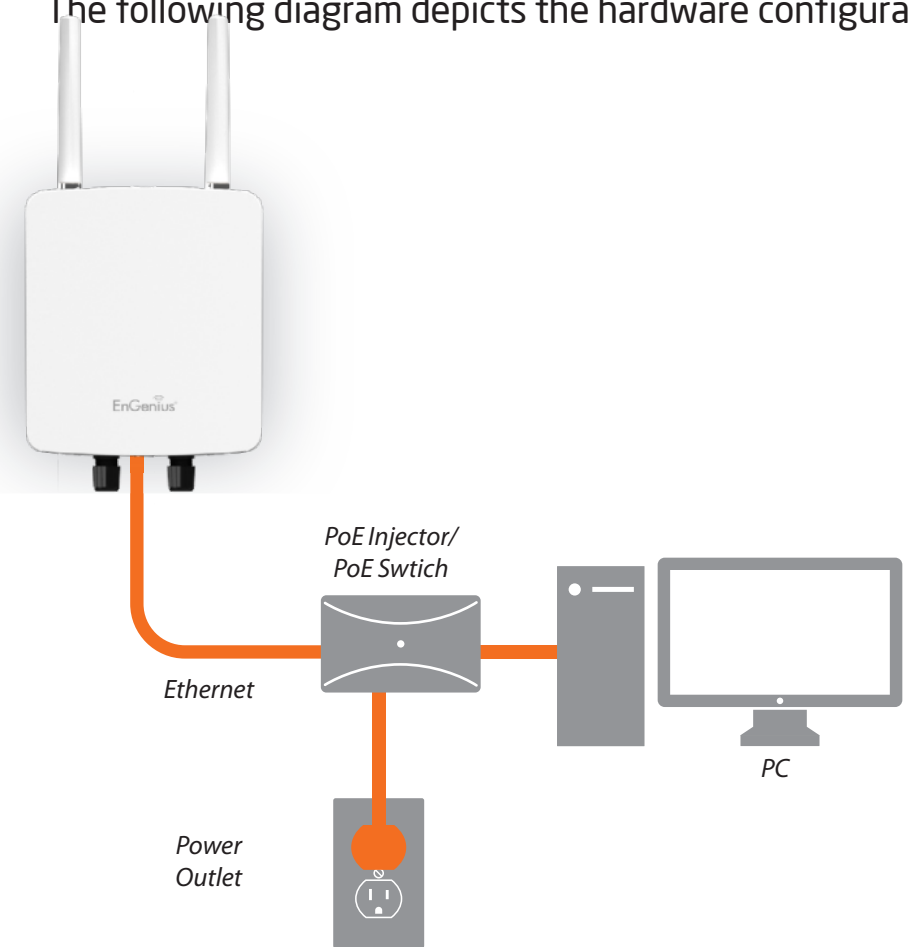 The following diagram depicts the hardware configura
EnGenius
PoE Injector/
PoE Swtich
Ethernet
PC
Power
Outlet